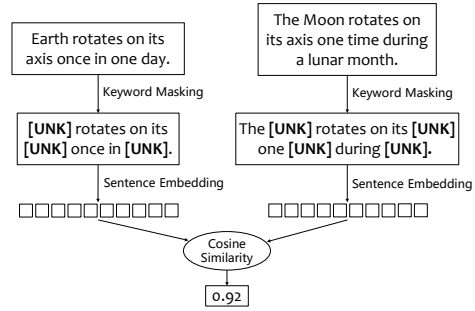 Earth rotates on its
axis once in one day.
The Moon rotates on
its axis one time during
a lunar month.
Keyword Masking
Keyword Masking
[UNK] rotates on its
[UNK] once in [UNK].
The [UNK] rotates on its [UNK]
one [UNK] during [UNK].
Sentence Embedding
Sentence Embedding
Cosine
Similarity
0.92